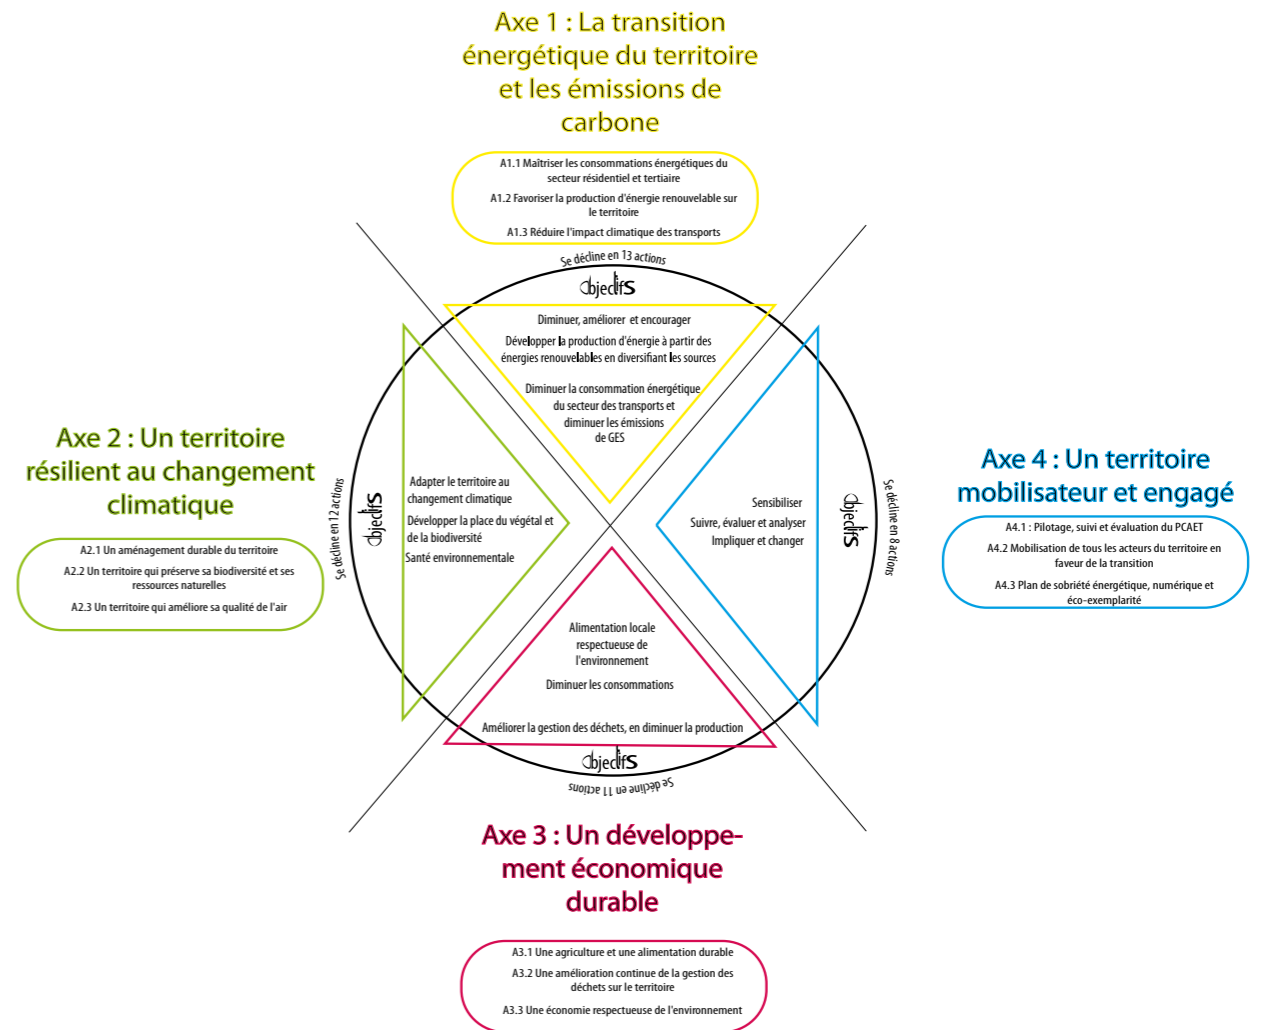 Axe 1 : La transition
énergétique du territoire
et les émissions de
carbone
A1.1 Maîtriser les consommations énergétiques du
secteur résidentiel et tertiaire
A1.2 Favoriser la production d'énergie renouvelable sur
le territoire
A1.3 Réduire l'impact climatique des transports
Se décline en 13 actions
Objectifs
Diminuer, améliorer et encourager
Développer la production d'énergie à partir des
énergies renouvelables en diversifiant les sources
Diminuer la consommation énergétique
du secteur des transports et
diminuer les émissions
de GES
Axe 2 : Un territoire
résilient au changement
climatique
A2.1 Un aménagement durable du territoire
A2.2 Un territoire qui préserve sa biodiversité et ses
ressources naturelles
A2.3 Un territoire qui améliore sa qualité de l'air
Se décline en 12 actions
Objectifs
Adapter le territoire au
changement climatique
Développer la place du végétal et
de la biodiversité
Santé environnementale
Sensibiliser
Suivre, évaluer et analyser
Impliquer et changer
Objectifs
Se décline en 8 actions
Axe 4 : Un territoire
mobilisateur et engagé
A4.1 : Pilotage, suivi et évaluation du PCAET
A4.2 Mobilisation de tous les acteurs du territoire en
faveur de la transition
A4.3 Plan de sobriété énergétique, numérique et
éco-exemplarité
Alimentation locale
respectueuse de
l'environnement
Diminuer les consommations
Améliorer la gestion des déchets, en diminuer la production
Objectifs
Se décline en 11 actions
Axe 3 : Un développe-
ment économique
durable
A3.1 Une agriculture et une alimentation durable
A3.2 Une amélioration continue de la gestion des
déchets sur le territoire
A3.3 Une économie respectueuse de l'environnement